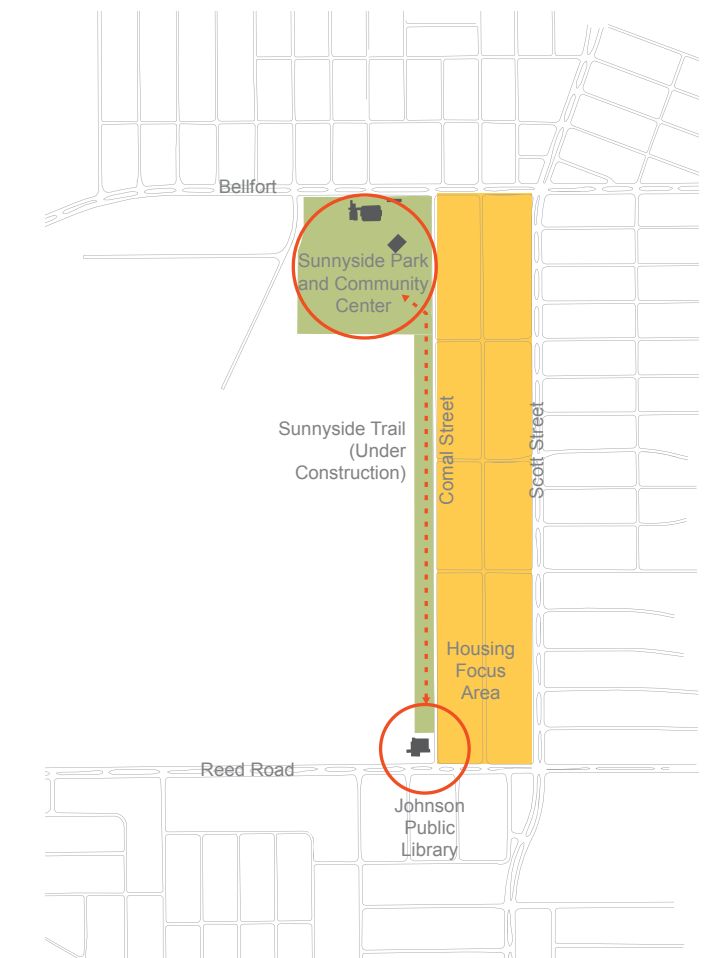 Bellfort
Sunnyside Park
and Community
Center
Sunnyside Trail
(Under
Construction)
Comal Street
Scott Street
Housing
Focus
Area
Reed Road
Johnson
Public
Library